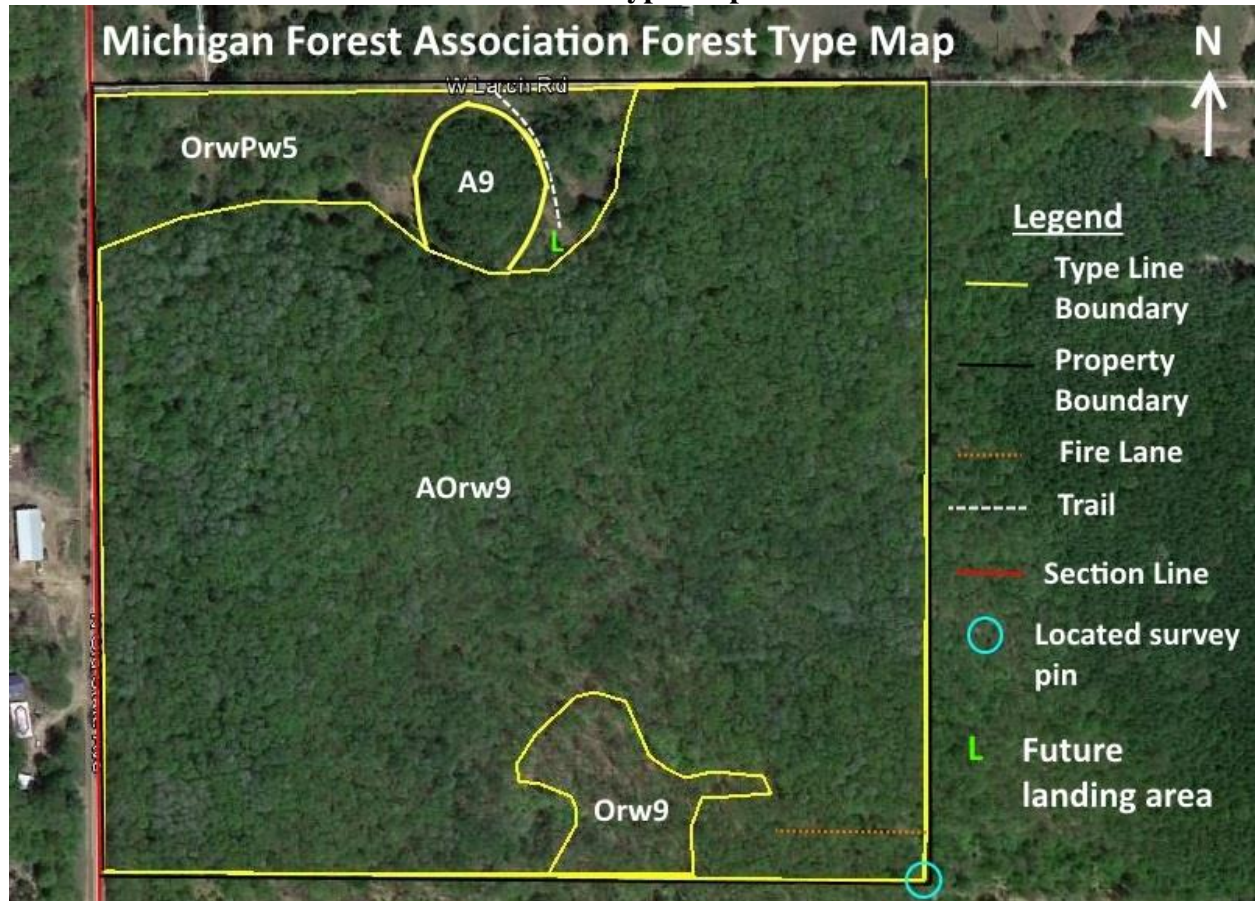 Michigan Forest Association Forest Type Map
N
W Larch Rd
OrwPw5
A9
L
AOrw9
Orw9
Legend
Type Line
Boundary
Property
Boundary
Fire Lane
Trail
Section Line
Located survey
pin
L Future
landing area